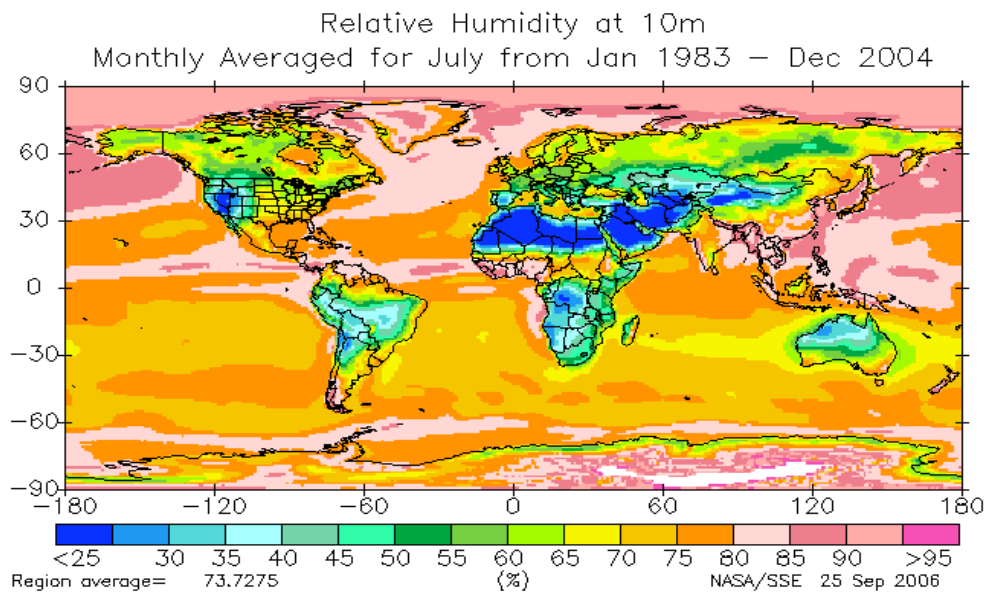 Relative Humidity at 10m
Monthly Averaged for July from Jan 1983 – Dec 2004
90
60
30
0
−30
−60
−90
−180 −120 −60 0 60 120 180
<25 30 35 40 45 50 55 60 65 70 75 80 85 90 >95
Region average= 73.7275 (%) NASA/SSE 25 Sep 2006